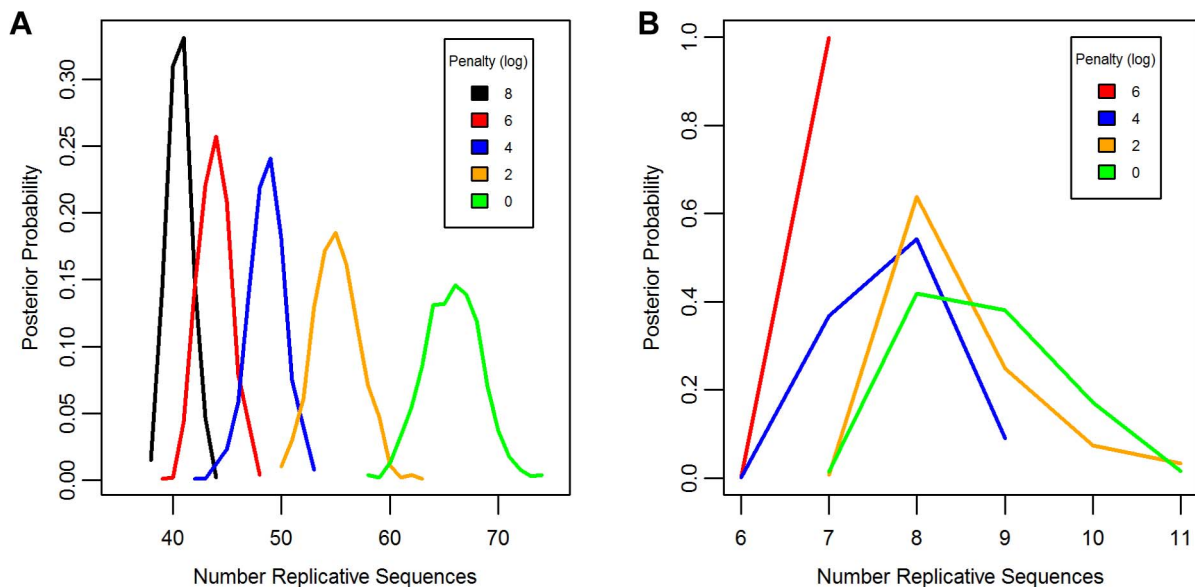 A
Posterior Probability
0.30
0.25
0.20
0.15
0.10
0.05
0.00
Penalty (log)
8
6
4
2
0
40 50 60 70
Number Replicative Sequences
B
Posterior Probability
1.0
0.8
0.6
0.4
0.2
0.0
Penalty (log)
6
4
2
0
6 7 8 9 10 11
Number Replicative Sequences